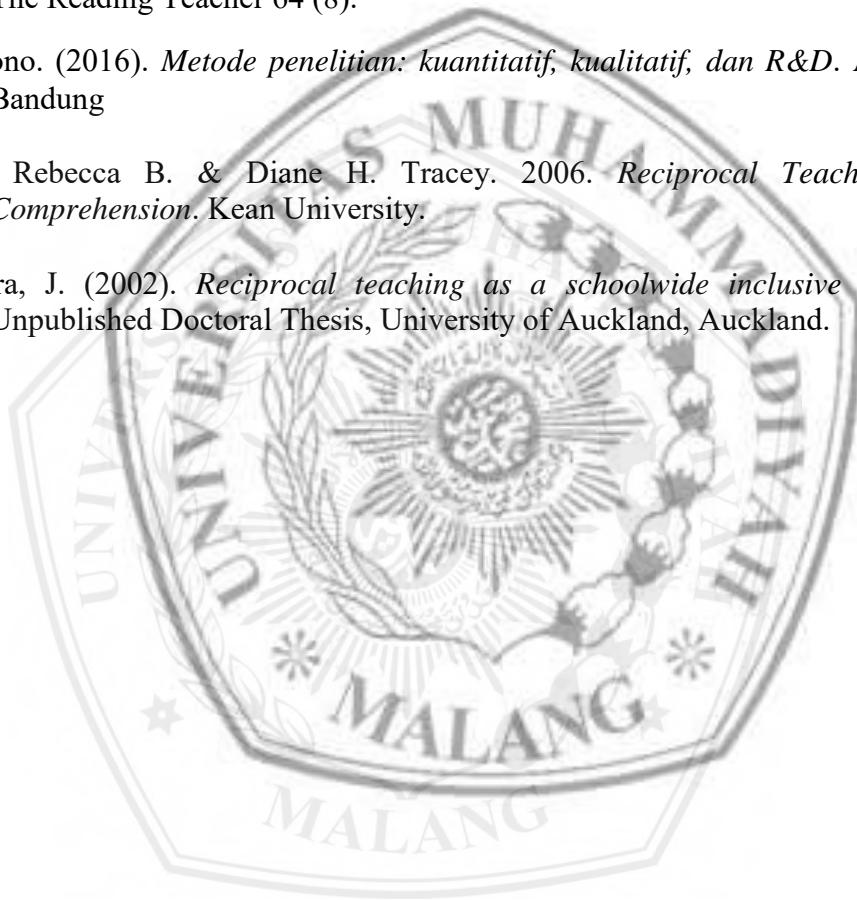 The Reading Teacher 64 (8).
ono. (2016). Metode penelitian: kuantitatif, kualitatif, dan R&D.
Bandung
Rebecca B. & Diane H. Tracey. 2006. Reciprocal Teach
Comprehension. Kean University.
ra, J. (2002). Reciprocal teaching as a schoolwide inclusive
Unpublished Doctoral Thesis, University of Auckland, Auckland.
UNIVERSITAS MUHAMMADIYAH
MALANG
MALANG